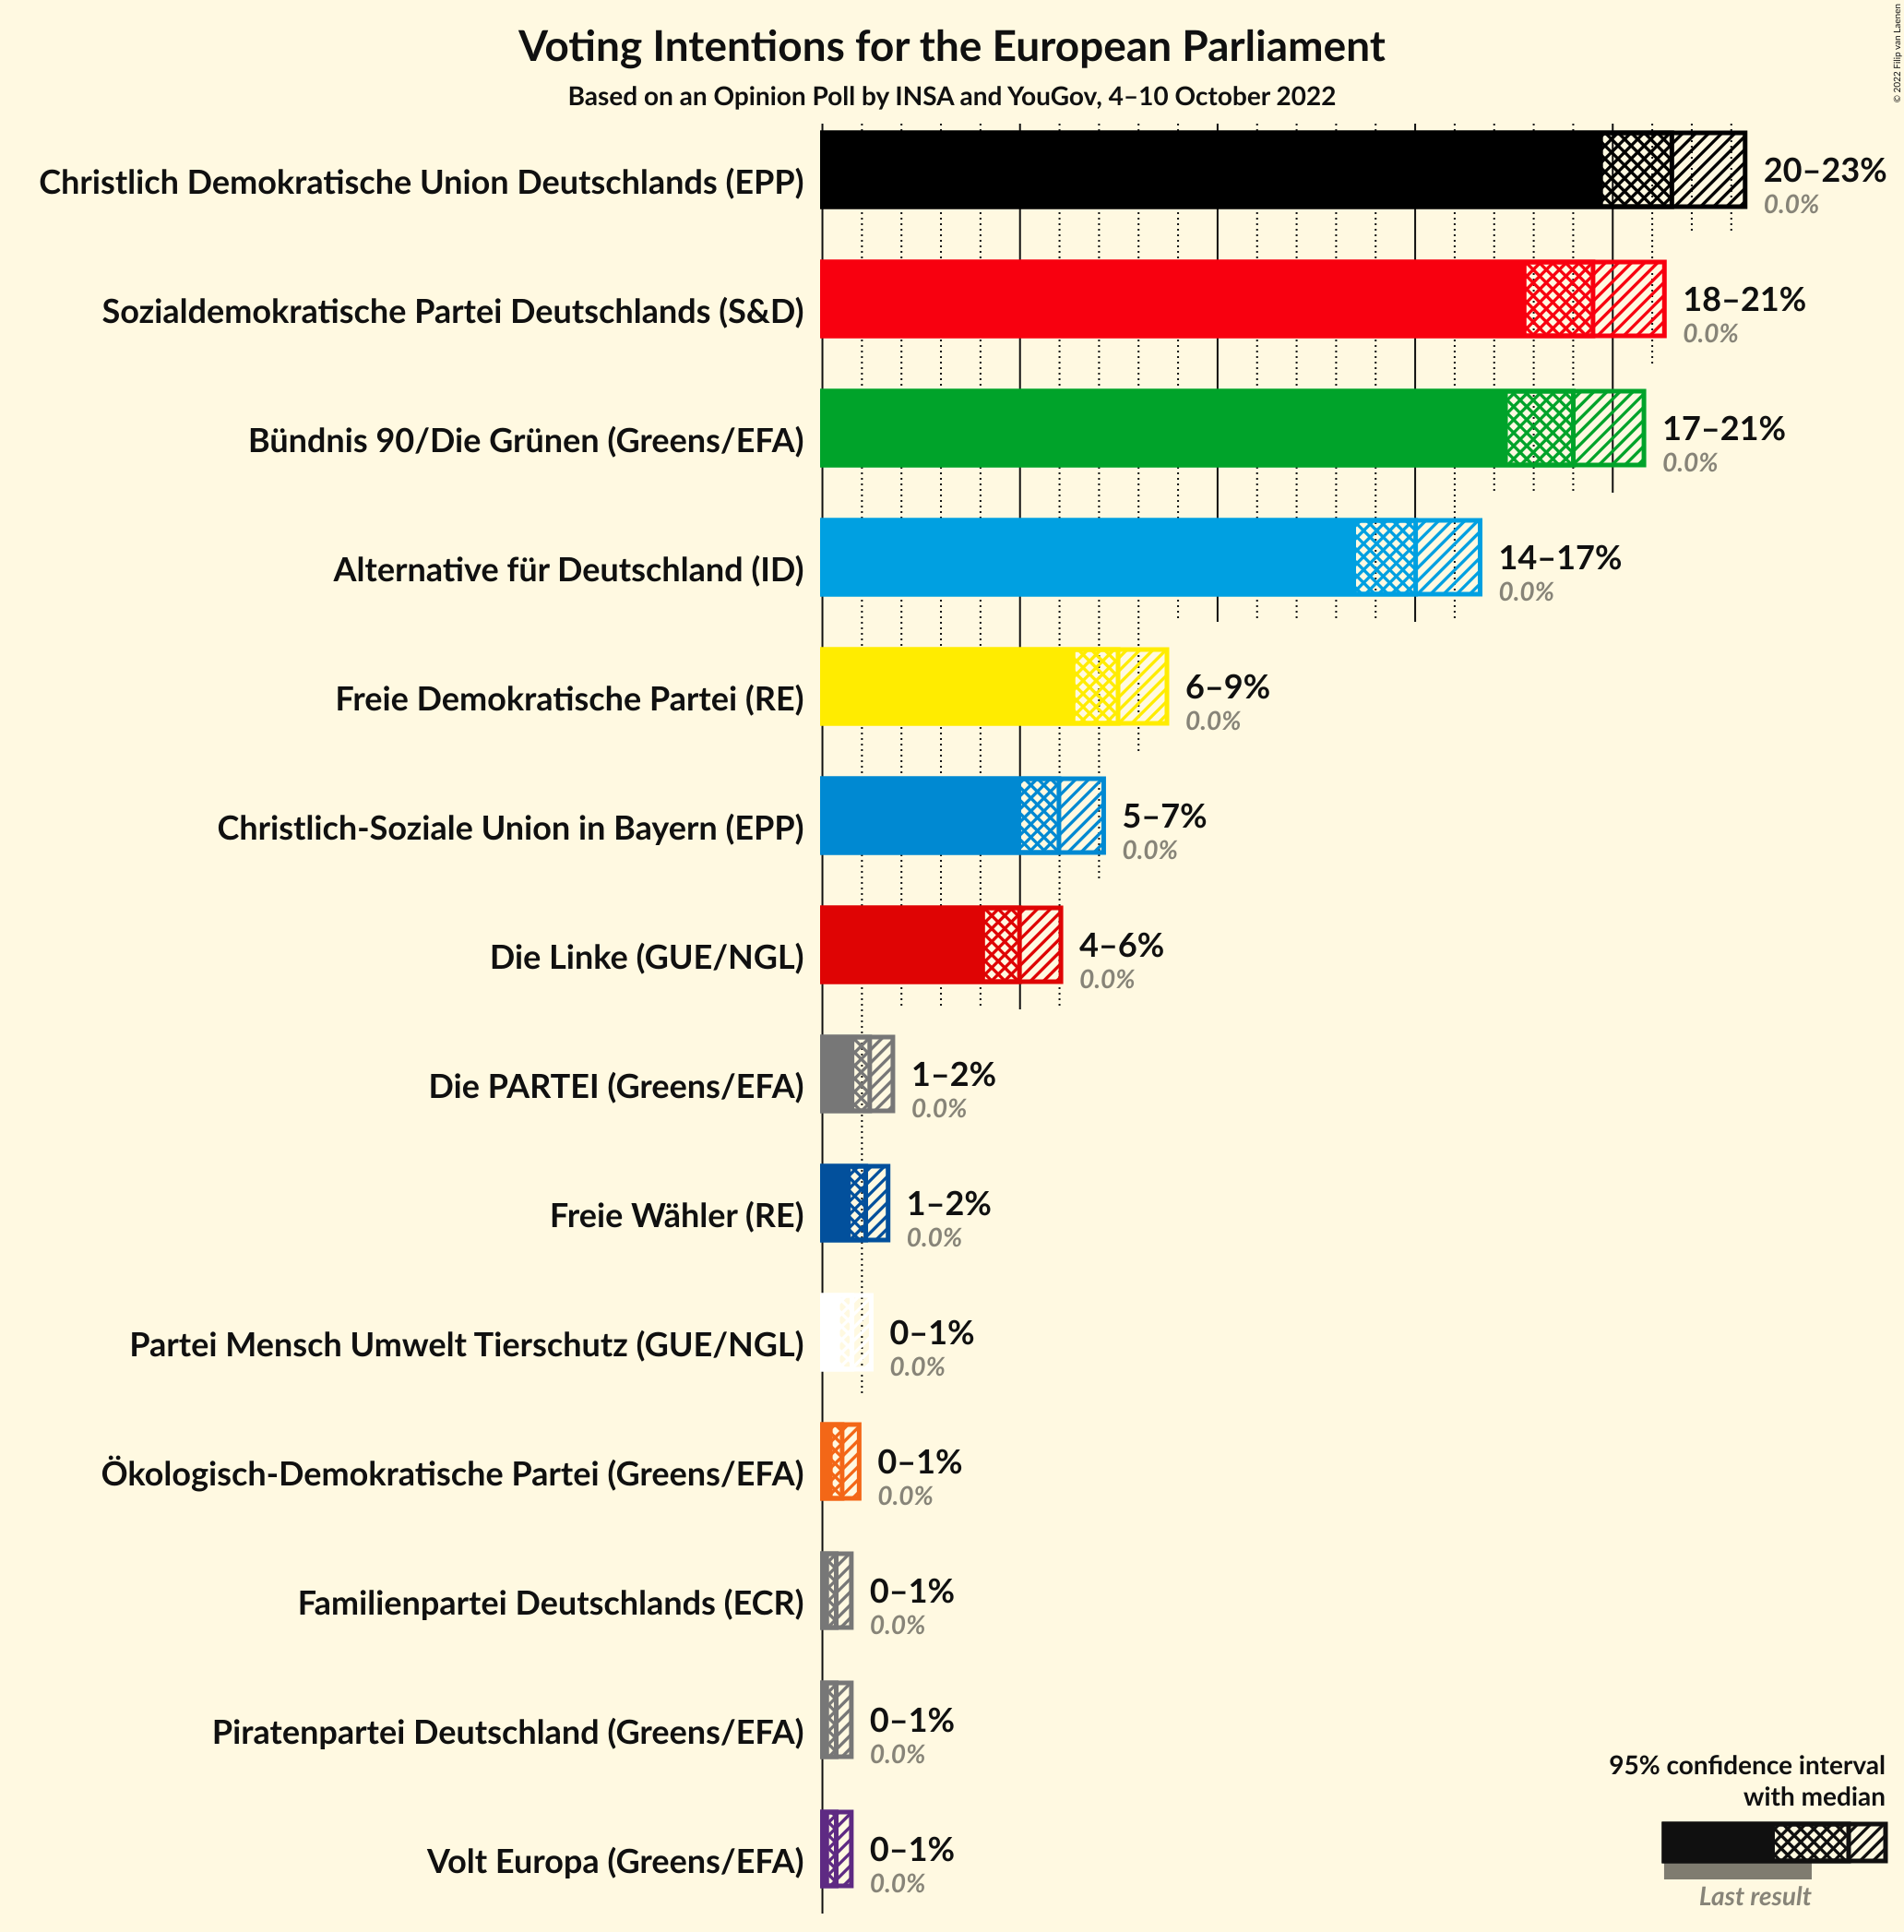 Voting Intentions for the European Parliament
Based on an Opinion Poll by INSA and YouGov, 4–10 October 2022
© 2022 Filip van Laenen
Christlich Demokratische Union Deutschlands (EPP)
20–23%
0.0%
Sozialdemokratische Partei Deutschlands (S&D)
18–21%
0.0%
Bündnis 90/Die Grünen (Greens/EFA)
17–21%
0.0%
Alternative für Deutschland (ID)
14–17%
0.0%
Freie Demokratische Partei (RE)
6–9%
0.0%
Christlich-Soziale Union in Bayern (EPP)
5–7%
0.0%
Die Linke (GUE/NGL)
4–6%
0.0%
Die PARTEI (Greens/EFA)
1–2%
0.0%
Freie Wähler (RE)
1–2%
0.0%
Partei Mensch Umwelt Tierschutz (GUE/NGL)
0–1%
0.0%
Ökologisch-Demokratische Partei (Greens/EFA)
0–1%
0.0%
Familienpartei Deutschlands (ECR)
0–1%
0.0%
Piratenpartei Deutschland (Greens/EFA)
0–1%
0.0%
Volt Europa (Greens/EFA)
0–1%
0.0%
95% confidence interval
with median
Last result